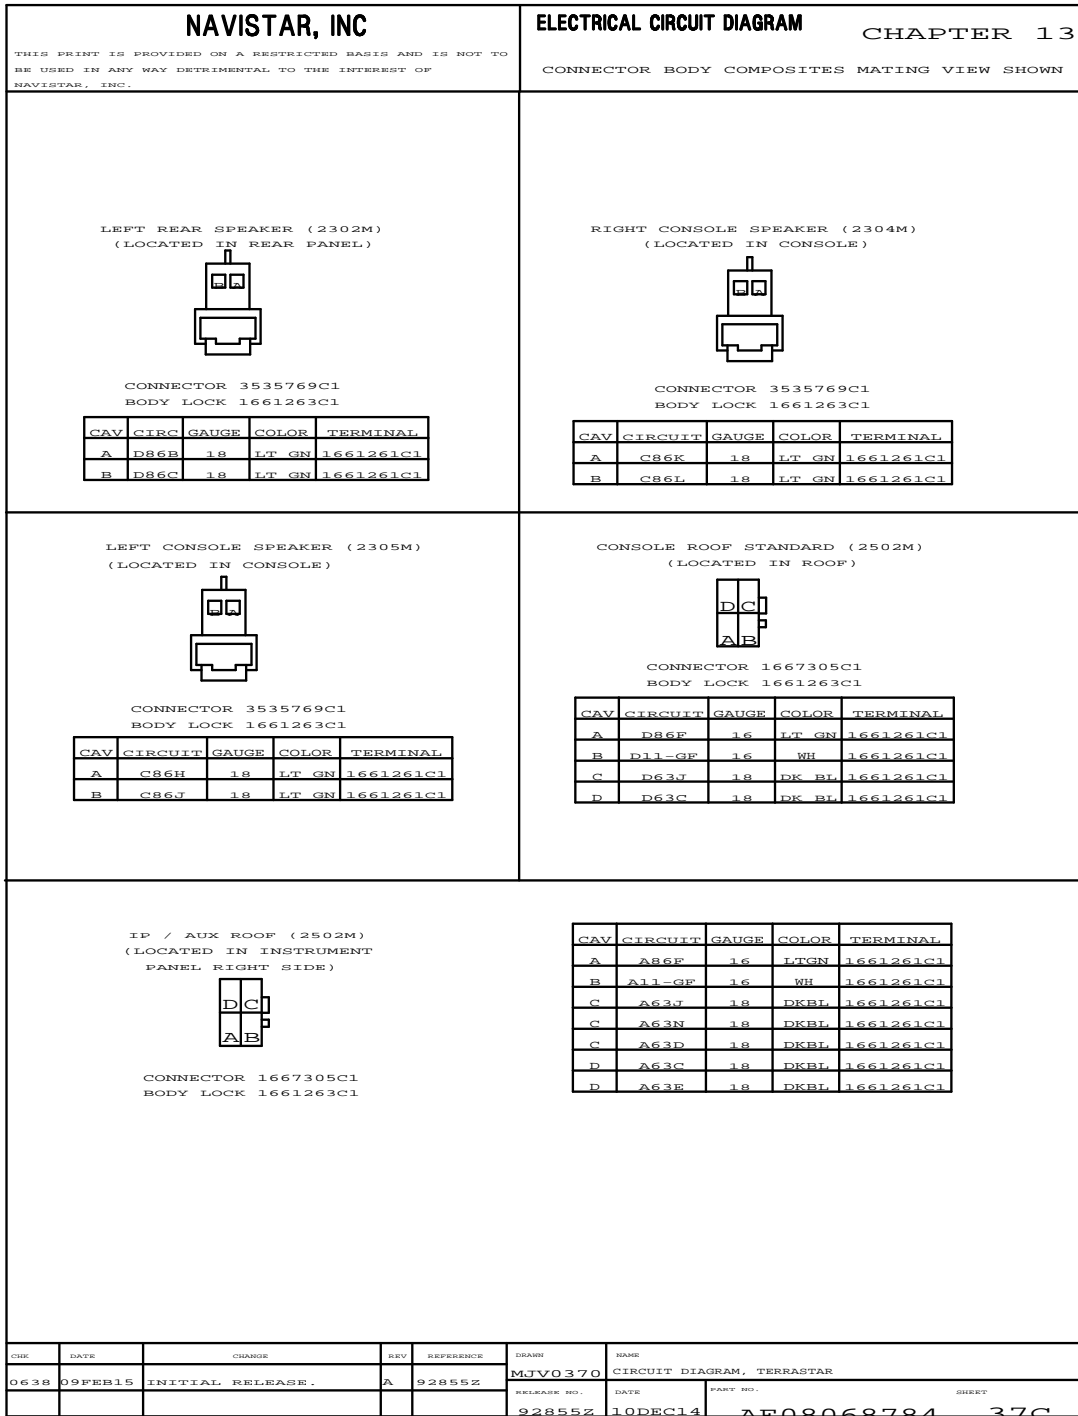 NAVISTAR, INC
THIS PRINT IS PROVIDED ON A RESTRICTED BASIS AND IS NOT TO
BE USED IN ANY WAY DETRIMENTAL TO THE INTEREST OF
NAVISTAR, INC.
ELECTRICAL CIRCUIT DIAGRAM
CHAPTER 13
CONNECTOR BODY COMPOSITES MATING VIEW SHOWN
LEFT REAR SPEAKER (2302M)
(LOCATED IN REAR PANEL)
B A
CONNECTOR 3535769C1
BODY LOCK 1661263C1
CAV CIRC GAUGE COLOR TERMINAL
A D86B 18 LT GN 1661261C1
B D86C 18 LT GN 1661261C1
RIGHT CONSOLE SPEAKER (2304M)
(LOCATED IN CONSOLE)
B A
CONNECTOR 3535769C1
BODY LOCK 1661263C1
CAV CIRCUIT GAUGE COLOR TERMINAL
A C86K 18 LT GN 1661261C1
B C86L 18 LT GN 1661261C1
LEFT CONSOLE SPEAKER (2305M)
(LOCATED IN CONSOLE)
B A
CONNECTOR 3535769C1
BODY LOCK 1661263C1
CAV CIRCUIT GAUGE COLOR TERMINAL
A C86H 18 LT GN 1661261C1
B C86J 18 LT GN 1661261C1
CONSOLE ROOF STANDARD (2502M)
(LOCATED IN ROOF)
D C
A B
CONNECTOR 1667305C1
BODY LOCK 1661263C1
CAV CIRCUIT GAUGE COLOR TERMINAL
A D86F 16 LT GN 1661261C1
B D11-GF 16 WH 1661261C1
C D63J 18 DK BL 1661261C1
D D63C 18 DK BL 1661261C1
IP / AUX ROOF (2502M)
(LOCATED IN INSTRUMENT
PANEL RIGHT SIDE)
D C
A B
CONNECTOR 1667305C1
BODY LOCK 1661263C1
CAV CIRCUIT GAUGE COLOR TERMINAL
A A86F 16 LTGN 1661261C1
B A11-GF 16 WH 1661261C1
C A63J 18 DKBL 1661261C1
C A63N 18 DKBL 1661261C1
C A63D 18 DKBL 1661261C1
D A63C 18 DKBL 1661261C1
D A63E 18 DKBL 1661261C1
CHK DATE CHANGE REV REFERENCE
0638 09FEB15 INITIAL RELEASE. A 92855Z
DRAWN NAME
MJV0370 CIRCUIT DIAGRAM, TERRASTAR
RELEASE NO. DATE PART NO. SHEET
92855Z 10DEC14 AE08068784 37C